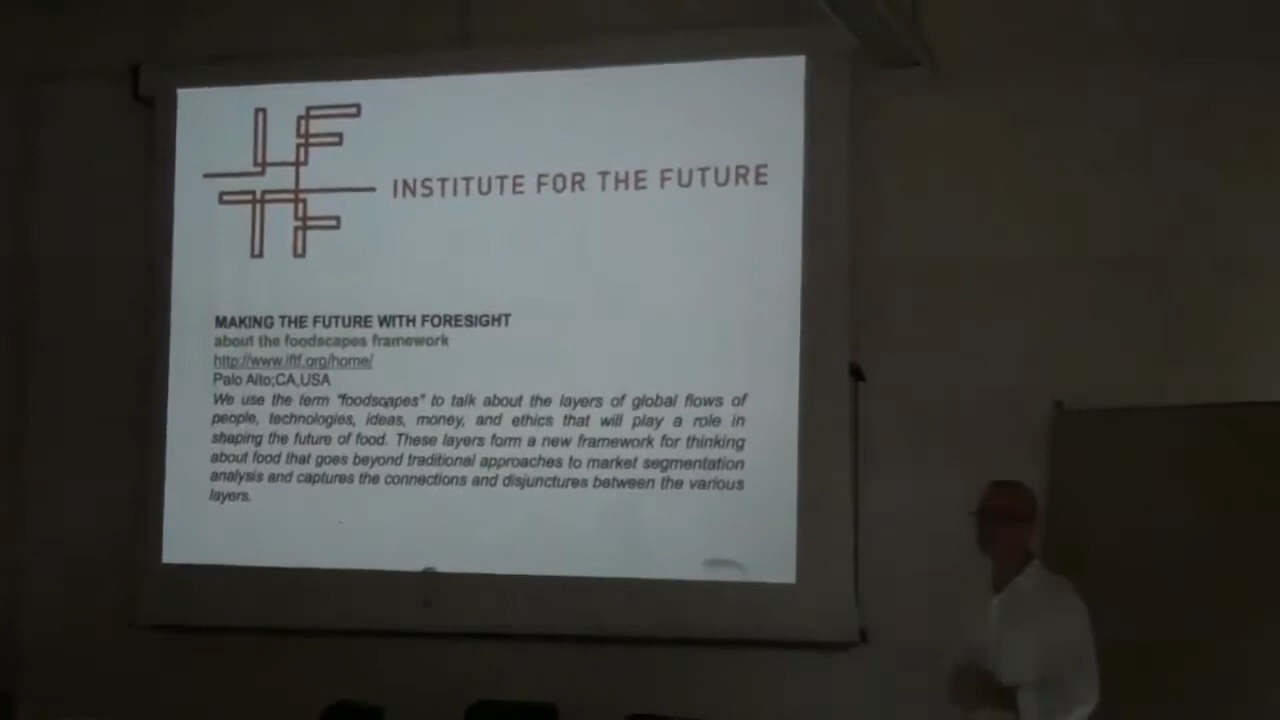 INSTITUTE FOR THE FUTURE
MAKING THE FUTURE WITH FORESIGHT
about the foodscapes framework
http://www.iftf.org/home/
Palo Alto;CA,USA
We use the term "foodscapes" to talk about the layers of global flows of
people, technologies, ideas, money, and ethics that will play a role in
shaping the future of food. These layers form a new framework for thinking
about food that goes beyond traditional approaches to market segmentation
analysis and captures the connections and disjunctures between the various
layers.